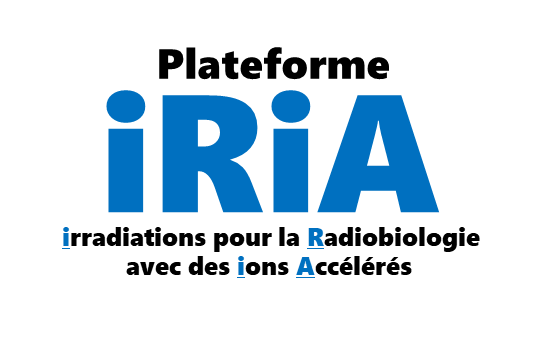 Plateforme
iRiA
irradiations pour la Radiobiologie
avec des ions Accélérés